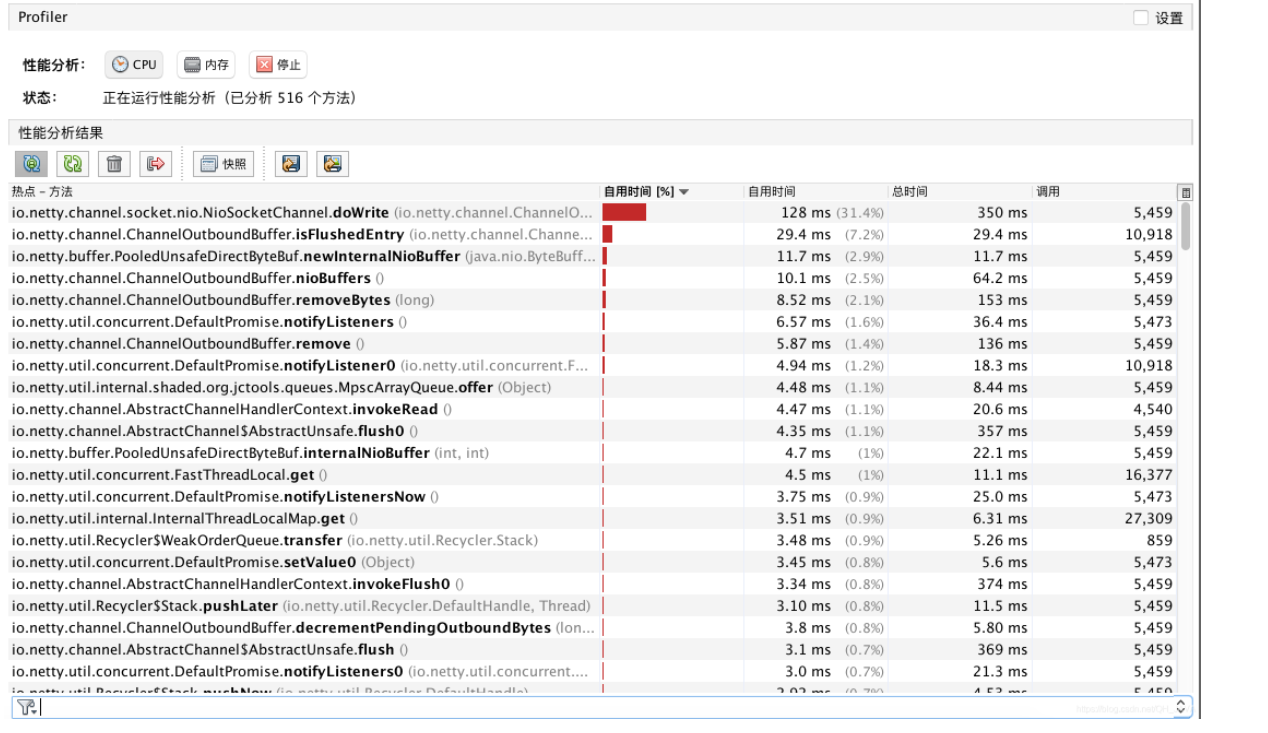 Profiler 设置
性能分析： CPU 内存 停止
状态： 正在运行性能分析（已分析 516 个方法）
性能分析结果
快照
热点 – 方法 自用时间 [%] 自用时间 总时间 调用
io.netty.channel.socket.nio.NioSocketChannel.doWrite (io.netty.channel.ChannelO... 128 ms (31.4%) 350 ms 5,459
io.netty.channel.ChannelOutboundBuffer.isFlushedEntry (io.netty.channel.Channe... 29.4 ms (7.2%) 29.4 ms 10,918
io.netty.buffer.PooledUnsafeDirectByteBuf.newInternalNioBuffer (java.nio.ByteBuff... 11.7 ms (2.9%) 11.7 ms 5,459
io.netty.channel.ChannelOutboundBuffer.nioBuffers () 10.1 ms (2.5%) 64.2 ms 5,459
io.netty.channel.ChannelOutboundBuffer.removeBytes (long) 8.52 ms (2.1%) 153 ms 5,459
io.netty.util.concurrent.DefaultPromise.notifyListeners () 6.57 ms (1.6%) 36.4 ms 5,473
io.netty.channel.ChannelOutboundBuffer.remove () 5.87 ms (1.4%) 136 ms 5,459
io.netty.util.concurrent.DefaultPromise.notifyListener0 (io.netty.util.concurrent.F... 4.94 ms (1.2%) 18.3 ms 10,918
io.netty.util.internal.shaded.org.jctools.queues.MpscArrayQueue.offer (Object) 4.48 ms (1.1%) 8.44 ms 5,459
io.netty.channel.AbstractChannelHandlerContext.invokeRead () 4.47 ms (1.1%) 20.6 ms 4,540
io.netty.channel.AbstractChannel$AbstractUnsafe.flush0 () 4.35 ms (1.1%) 357 ms 5,459
io.netty.buffer.PooledUnsafeDirectByteBuf.internalNioBuffer (int, int) 4.7 ms (1%) 22.1 ms 5,459
io.netty.util.concurrent.FastThreadLocal.get () 4.5 ms (1%) 11.1 ms 16,377
io.netty.util.concurrent.DefaultPromise.notifyListenersNow () 3.75 ms (0.9%) 25.0 ms 5,473
io.netty.util.internal.InternalThreadLocalMap.get () 3.51 ms (0.9%) 6.31 ms 27,309
io.netty.util.Recycler$WeakOrderQueue.transfer (io.netty.util.Recycler.Stack) 3.48 ms (0.9%) 5.26 ms 859
io.netty.util.concurrent.DefaultPromise.setValue0 (Object) 3.45 ms (0.8%) 5.6 ms 5,473
io.netty.channel.AbstractChannelHandlerContext.invokeFlush0 () 3.34 ms (0.8%) 374 ms 5,459
io.netty.util.Recycler$Stack.pushLater (io.netty.util.Recycler.DefaultHandle, Thread) 3.10 ms (0.8%) 11.5 ms 5,459
io.netty.channel.ChannelOutboundBuffer.decrementPendingOutboundBytes (lon... 3.8 ms (0.8%) 5.80 ms 5,459
io.netty.channel.AbstractChannel$AbstractUnsafe.flush () 3.1 ms (0.7%) 369 ms 5,459
io.netty.util.concurrent.DefaultPromise.notifyListeners0 (io.netty.util.concurrent.... 3.0 ms (0.7%) 21.3 ms 5,459
io.netty.util.Recycler$Stack.pushNow (io.netty.util.Recycler.DefaultHandle) 2.92 ms (0.7%) 4.53 ms 5,459